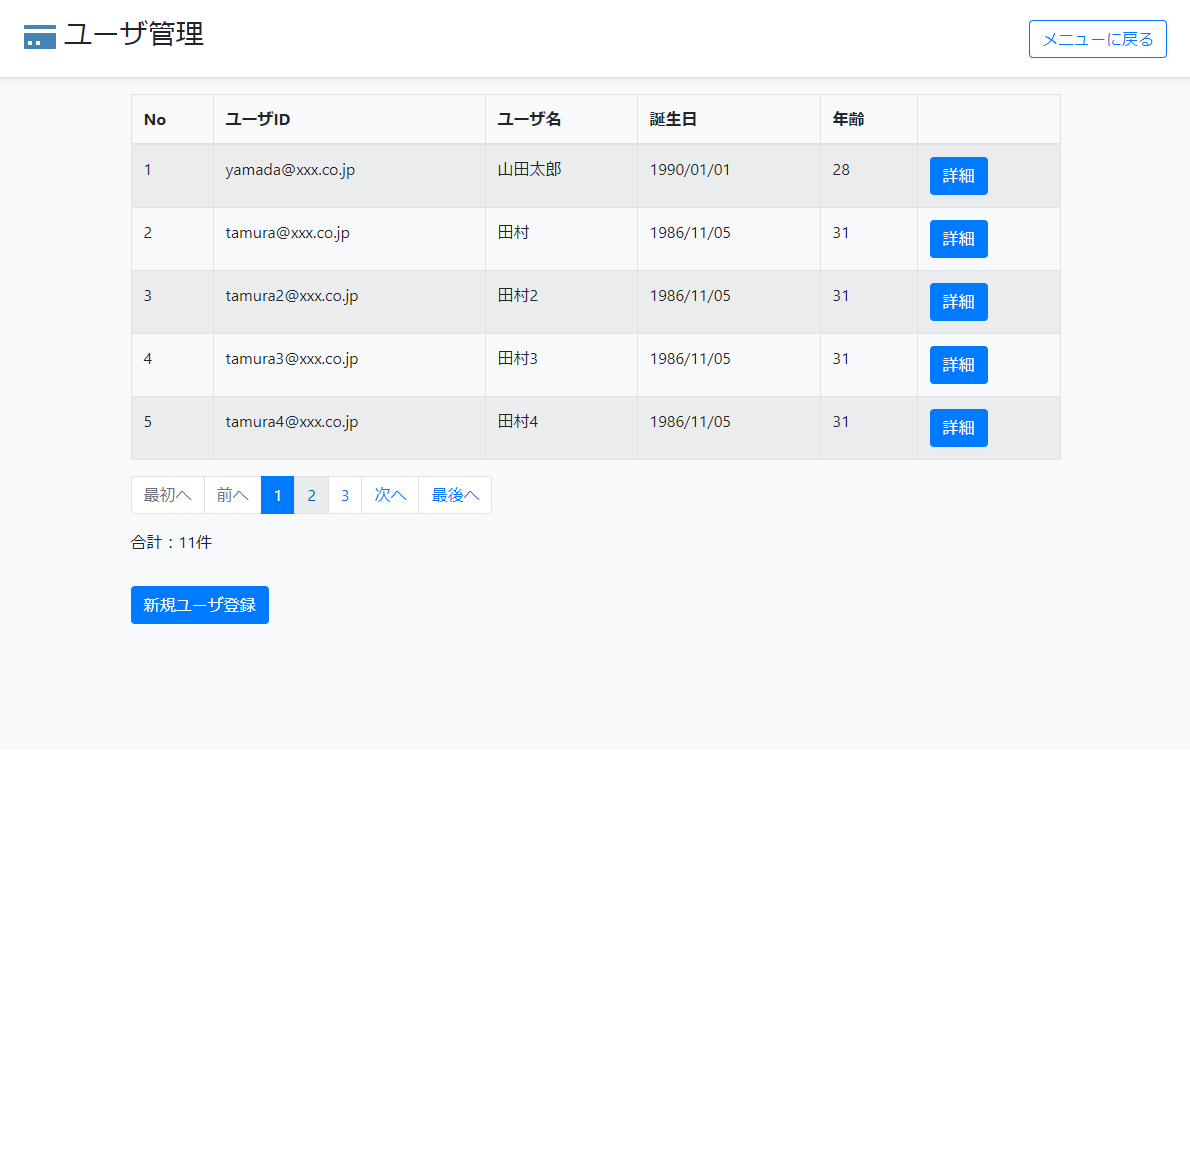 ユーザ管理
メニューに戻る
No ユーザID ユーザ名 誕生日 年齢
1 yamada@xxx.co.jp 山田太郎 1990/01/01 28 詳細
2 tamura@xxx.co.jp 田村 1986/11/05 31 詳細
3 tamura2@xxx.co.jp 田村2 1986/11/05 31 詳細
4 tamura3@xxx.co.jp 田村3 1986/11/05 31 詳細
5 tamura4@xxx.co.jp 田村4 1986/11/05 31 詳細
最初へ 前へ 1 2 3 次へ 最後へ
合計：11件
新規ユーザ登録